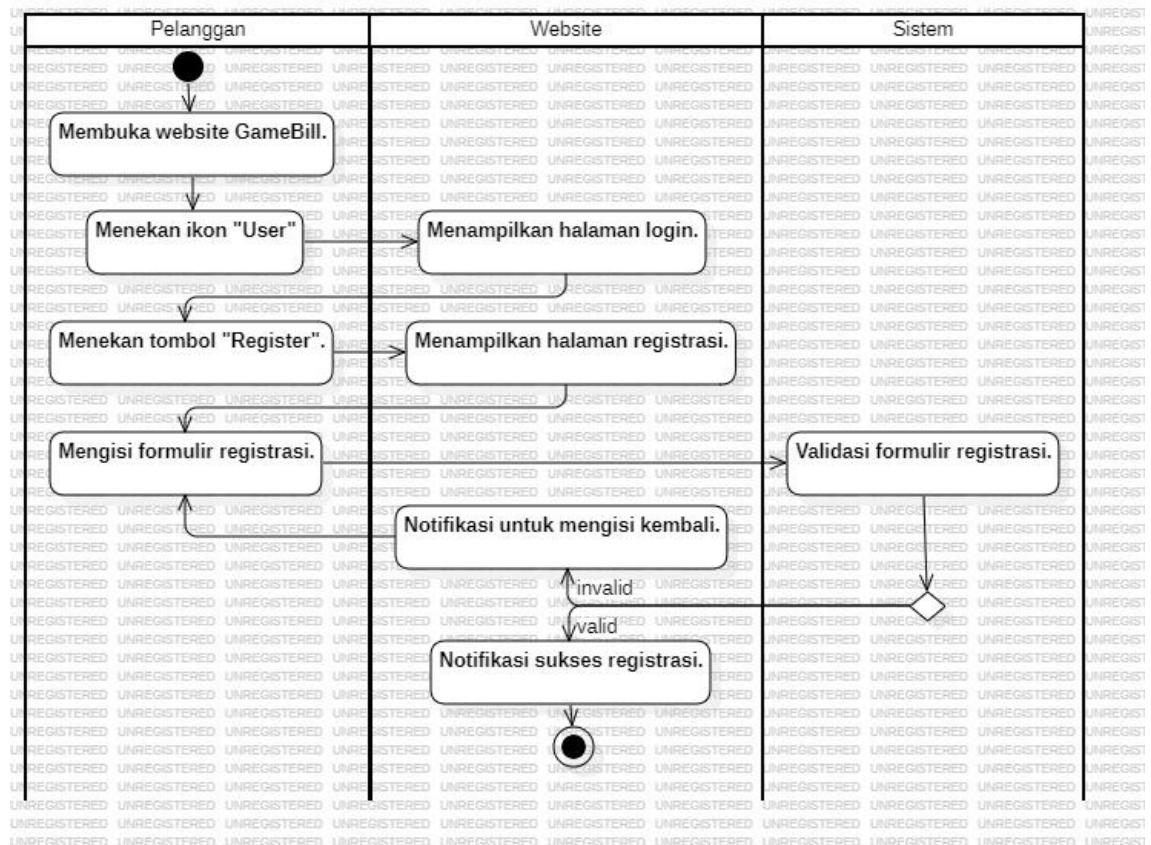 Pelanggan
Website
Sistem
Membuka website GameBill.
Menekan ikon "User"
Menampilkan halaman login.
Menekan tombol "Register".
Menampilkan halaman registrasi.
Mengisi formulir registrasi.
Validasi formulir registrasi.
Notifikasi untuk mengisi kembali.
invalid
valid
Notifikasi sukses registrasi.
UNREGISTERED